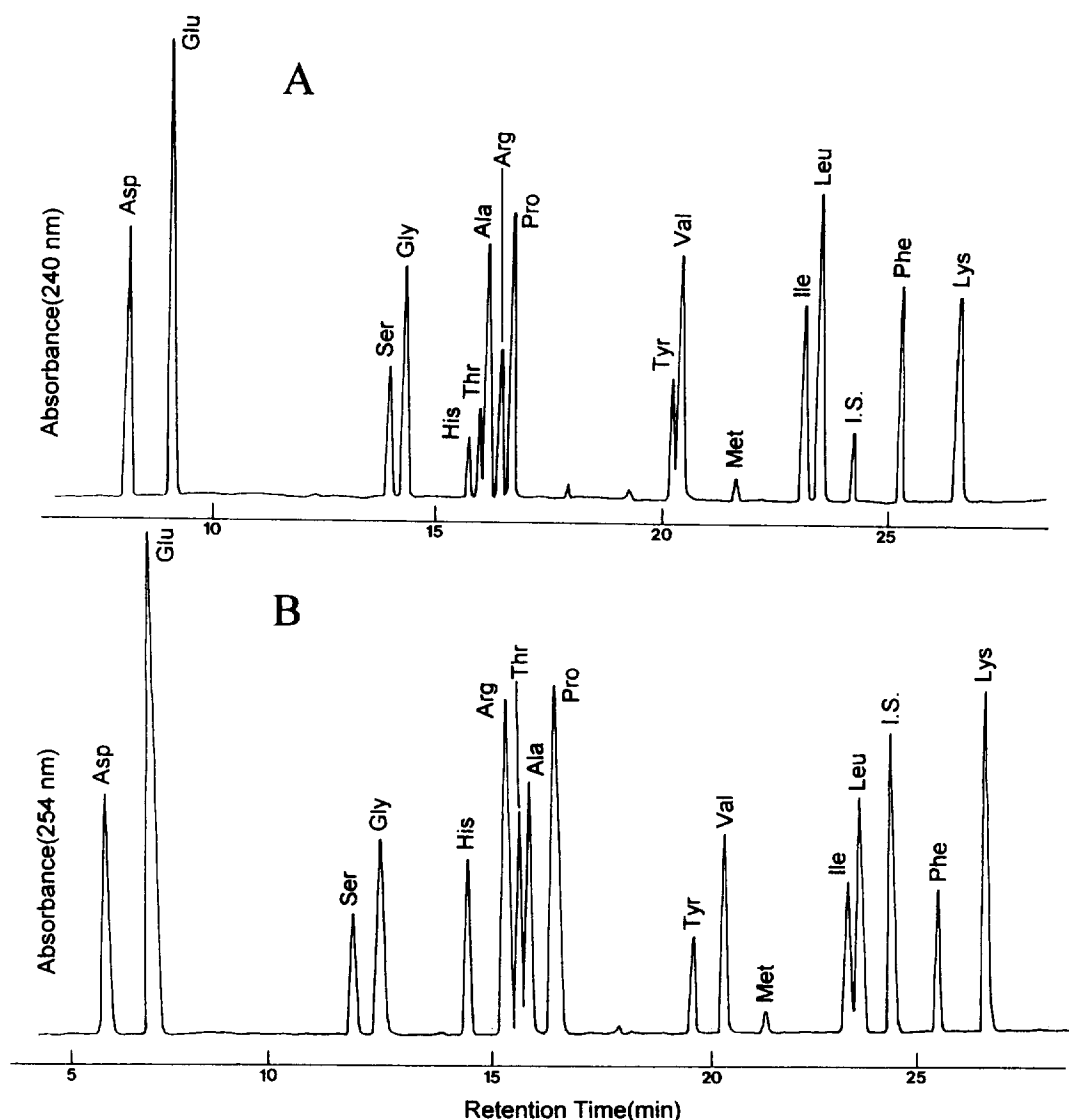 Glu
A
Arg
Asp
Leu
Ala
Pro
Val
Gly
Phe
Ile
Lys
Ser
Thr
Tyr
His
I.S.
Met
Absorbance(240 nm)
10
15
20
25
Glu
B
Thr
Lys
Arg
Pro
I.S.
Asp
Ala
Val
Leu
Gly
His
Ile
Phe
Ser
Tyr
Met
Absorbance(254 nm)
5
10
15
20
25
Retention Time(min)